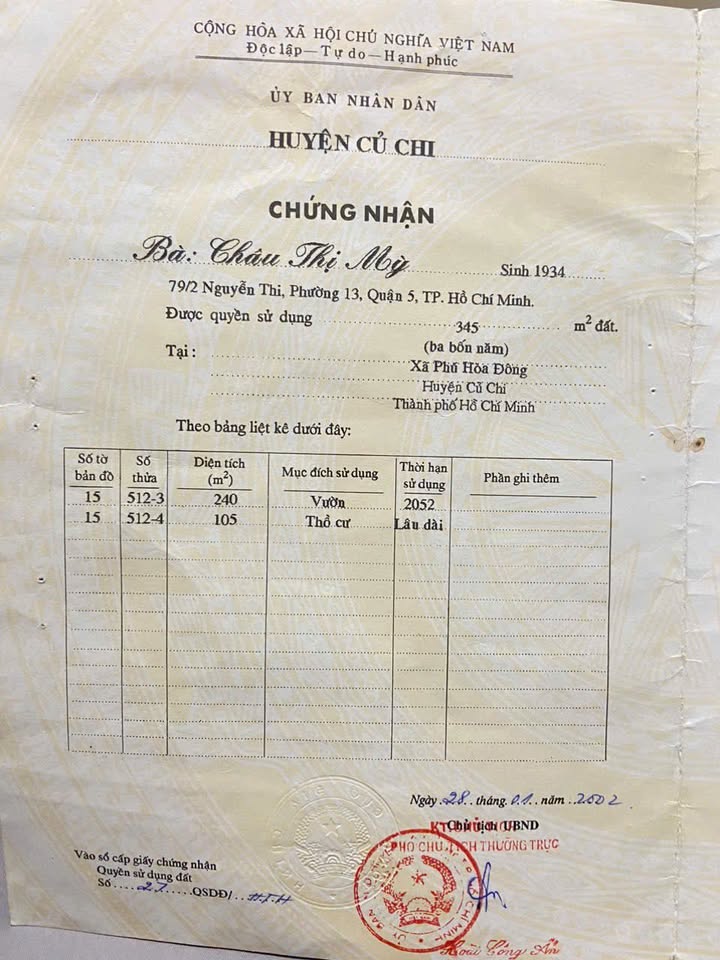 CỘNG HÒA XÃ HỘI CHỦ NGHĨA VIỆT NAM
Độc lập—Tự do—Hạnh phúc
ỦY BAN NHÂN DÂN
HUYỆN CỦ CHI
CHỨNG NHẬN
Bà: Châu Thị Mỳ Sinh 1934
79/2 Nguyễn Thi, Phường 13, Quận 5, TP. Hồ Chí Minh.
Được quyền sử dụng 345 m² đất.
(ba bốn năm)
Tại: Xã Phú Hòa Đông
Huyện Củ Chi
Thành phố Hồ Chí Minh
Theo bảng liệt kê dưới đây:
Số tờ bản đồ Số thửa Diện tích (m²) Mục đích sử dụng Thời hạn sử dụng Phần ghi thêm
15 512-3 240 Vườn 2052
15 512-4 105 Thổ cư Lâu dài
Ngày 28 tháng 01 năm 2002
Chủ tịch UBND
PHÓ CHỦ TỊCH THƯỜNG TRỰC
Vào sổ cấp giấy chứng nhận
Quyền sử dụng đất
Số 27 QSDĐ/